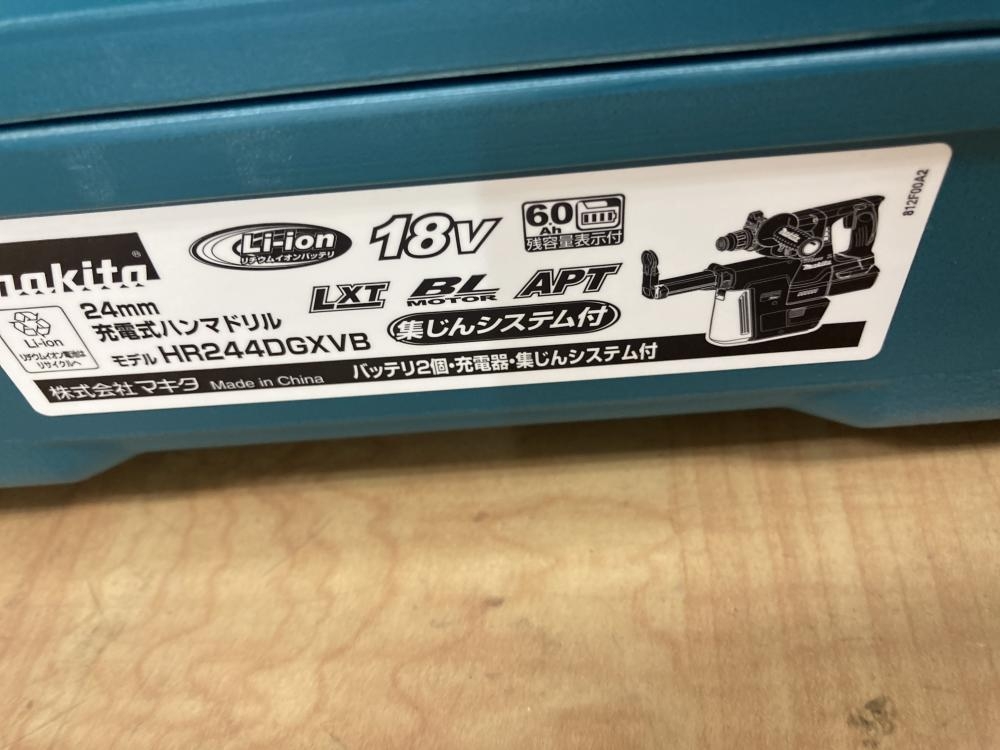 makita®
24mm
充電式ハンマドリル
モデル HR244DGXVB
Li-ion
リチウムイオン電池は
リサイクルへ
株式会社マキタ Made in China
Li-ion
リチウムイオンバッテリ
18V
6.0
Ah
残容量表示付
LXT BL MOTOR APT
集じんシステム付
バッテリ2個・充電器・集じんシステム付
812F00A2